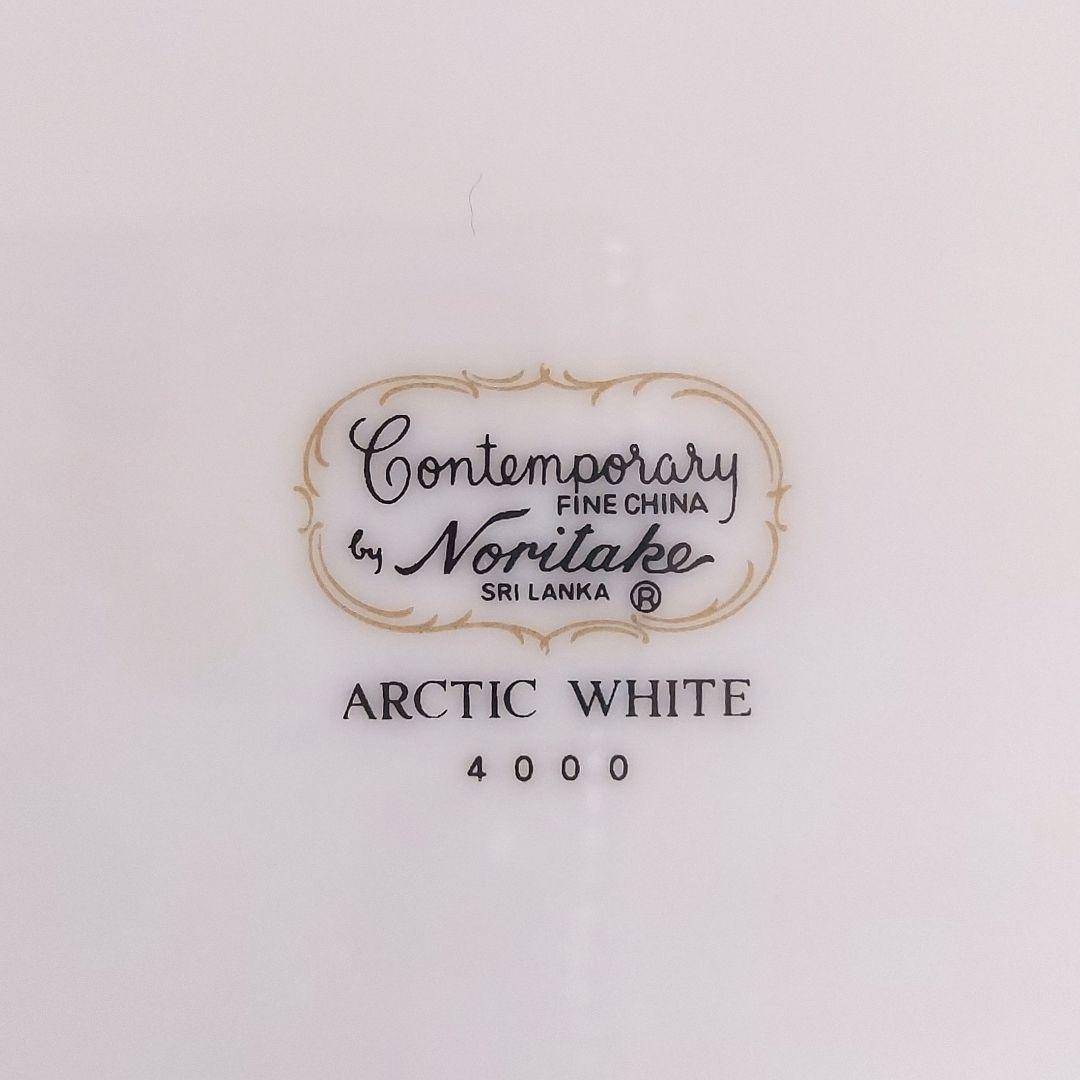 Contemporary
FINE CHINA
by Noritake
SRI LANKA ®
ARCTIC WHITE
4000